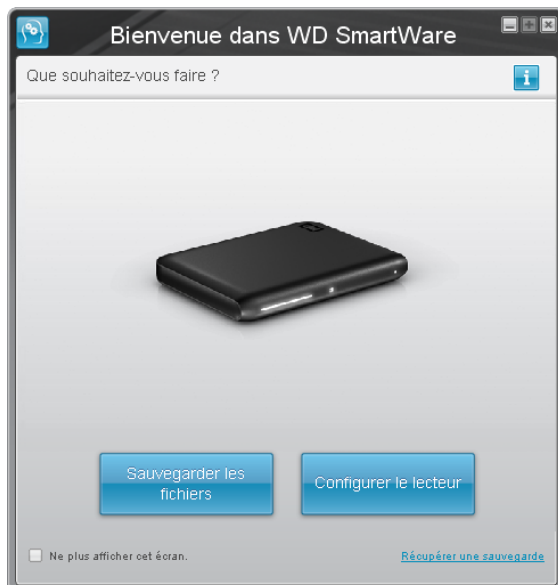 Bienvenue dans WD SmartWare
Que souhaitez-vous faire ?
i
Sauvegarder les
fichiers
Configurer le lecteur
Ne plus afficher cet écran.
Récupérer une sauvegarde